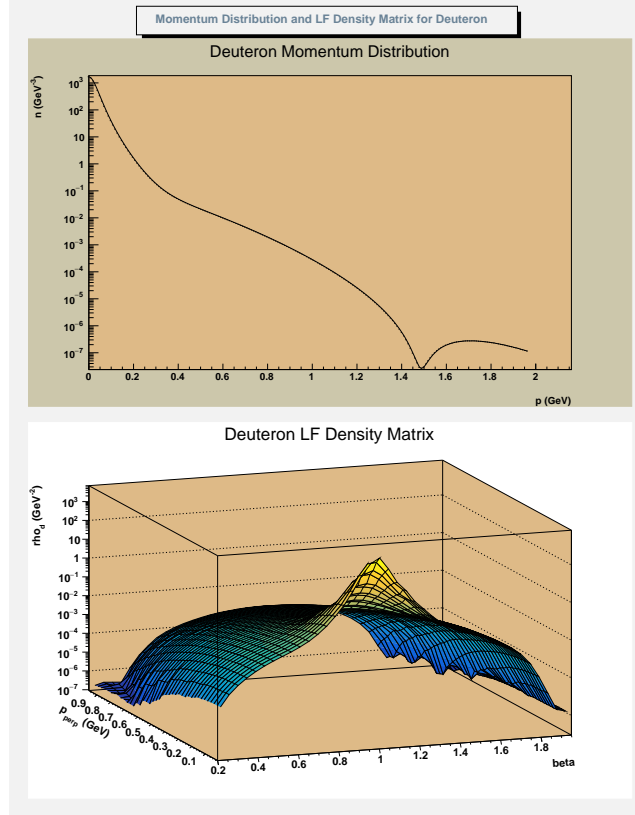 Momentum Distribution and LF Density Matrix for Deuteron
Deuteron Momentum Distribution
n (GeV⁻³)
10³
10²
10
1
10⁻¹
10⁻²
10⁻³
10⁻⁴
10⁻⁵
10⁻⁶
10⁻⁷
0 0.2 0.4 0.6 0.8 1 1.2 1.4 1.6 1.8 2
p (GeV)
Deuteron LF Density Matrix
rho_d (GeV⁻²)
10³
10²
10
1
10⁻¹
10⁻²
10⁻³
10⁻⁴
10⁻⁵
10⁻⁶
10⁻⁷
0.9 0.8 0.7 0.6 0.5 0.4 0.3 0.2 0.1
p_perp (GeV)
0.2 0.4 0.6 0.8 1 1.2 1.4 1.6 1.8
beta